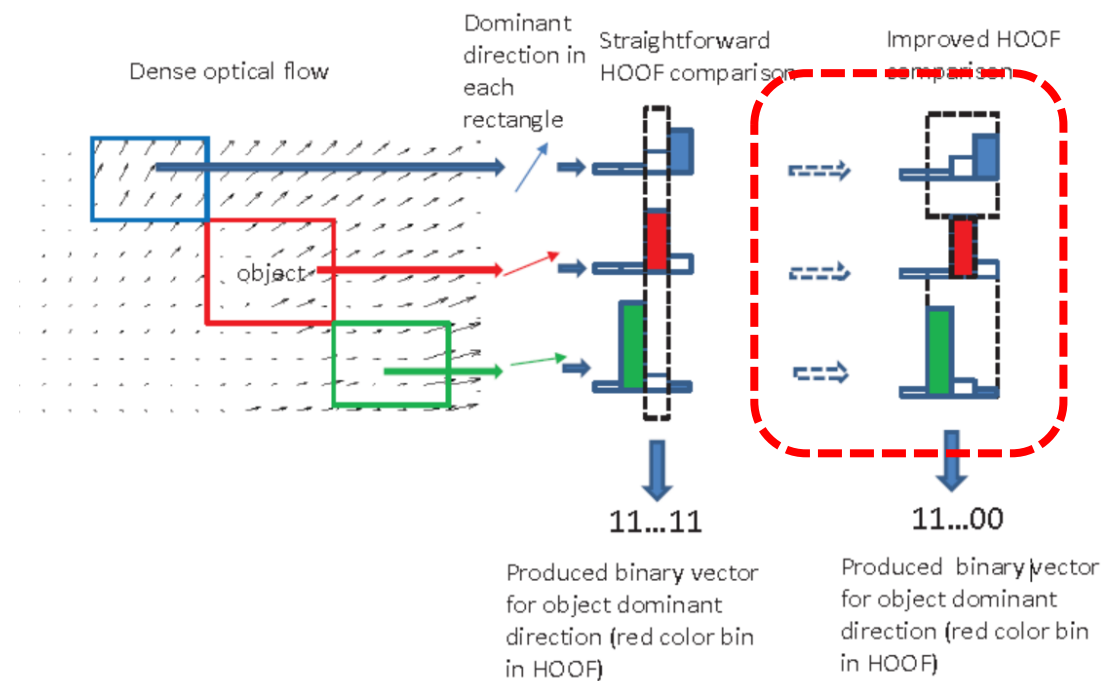 Dense optical flow
Dominant
direction in
each
rectangle
Straightforward
HOOF comparison
Improved HOOF
comparison
object
11...11
11...00
Produced binary vector
for object dominant
direction (red color bin
in HOOF)
Produced binary vector
for object dominant
direction (red color bin
in HOOF)